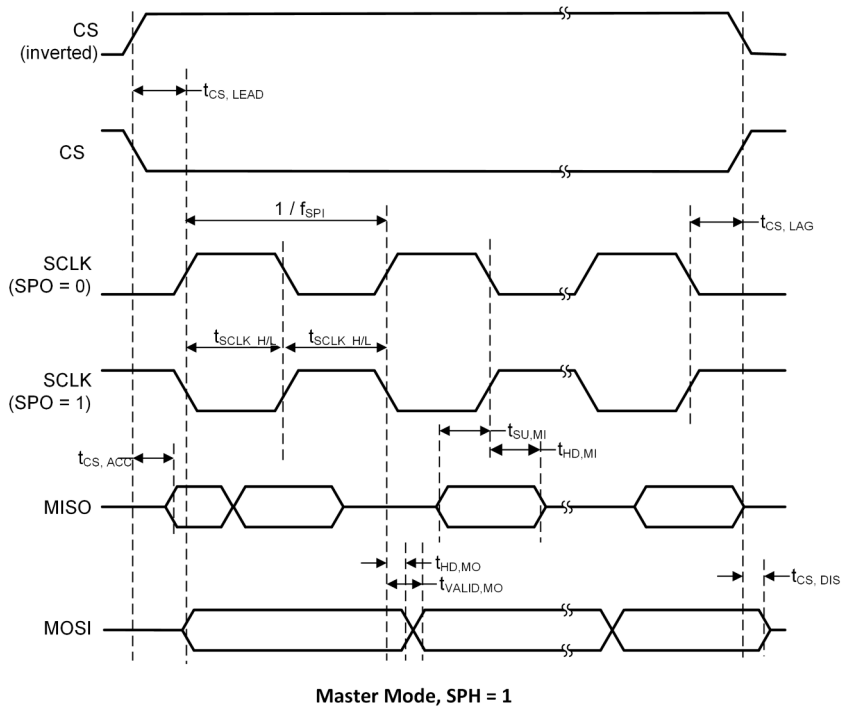 CS
(inverted)
tCS, LEAD
CS
1 / fSPI
tCS, LAG
SCLK
(SPO = 0)
tSCLK_H/L
tSCLK_H/L
SCLK
(SPO = 1)
tSU,MI
tHD,MI
tCS, ACC
MISO
tHD,MO
tVALID,MO
tCS, DIS
MOSI
Master Mode, SPH = 1